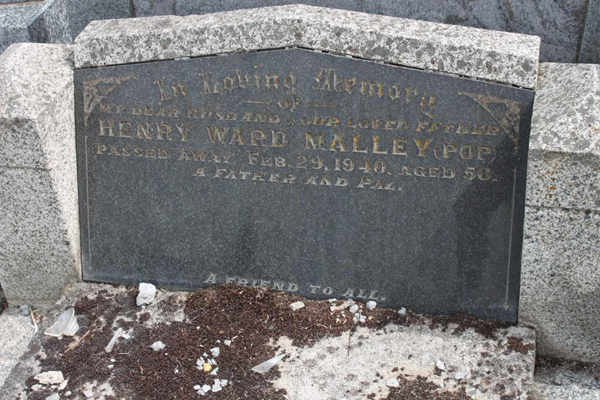 In Loving Memory
OF
MY DEAR HUSBAND & OUR LOVED FATHER
HENRY WARD MALLEY (POP)
PASSED AWAY FEB. 29, 1940. AGED 50.
A FATHER AND PAL.
A FRIEND TO ALL.